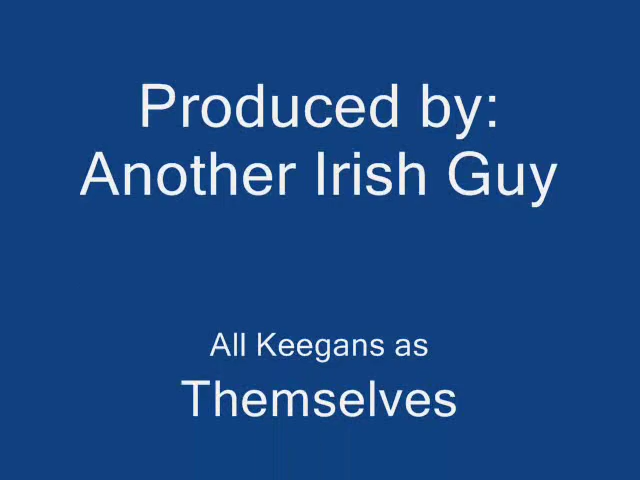 Produced by:
Another Irish Guy
All Keegans as
Themselves